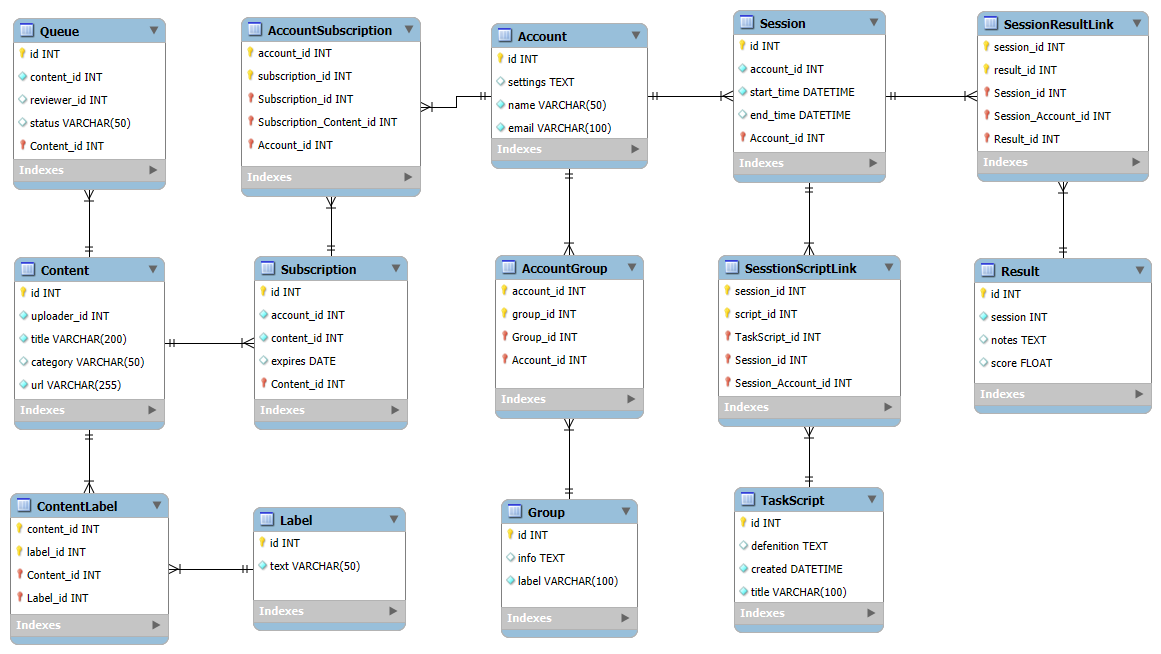 Queue
id INT
content_id INT
reviewer_id INT
status VARCHAR(50)
Content_id INT
Indexes
AccountSubscription
account_id INT
subscription_id INT
Subscription_id INT
Subscription_Content_id INT
Account_id INT
Indexes
Account
id INT
settings TEXT
name VARCHAR(50)
email VARCHAR(100)
Indexes
Session
id INT
account_id INT
start_time DATETIME
end_time DATETIME
Account_id INT
Indexes
SessionResultLink
session_id INT
result_id INT
Session_id INT
Session_Account_id INT
Result_id INT
Indexes
Content
id INT
uploader_id INT
title VARCHAR(200)
category VARCHAR(50)
url VARCHAR(255)
Indexes
Subscription
id INT
account_id INT
content_id INT
expires DATE
Content_id INT
Indexes
AccountGroup
account_id INT
group_id INT
Group_id INT
Account_id INT
Indexes
SesstionScriptLink
session_id INT
script_id INT
TaskScript_id INT
Session_id INT
Session_Account_id INT
Indexes
Result
id INT
session INT
notes TEXT
score FLOAT
Indexes
ContentLabel
content_id INT
label_id INT
Content_id INT
Label_id INT
Indexes
Label
id INT
text VARCHAR(50)
Indexes
Group
id INT
info TEXT
label VARCHAR(100)
Indexes
TaskScript
id INT
defenition TEXT
created DATETIME
title VARCHAR(100)
Indexes